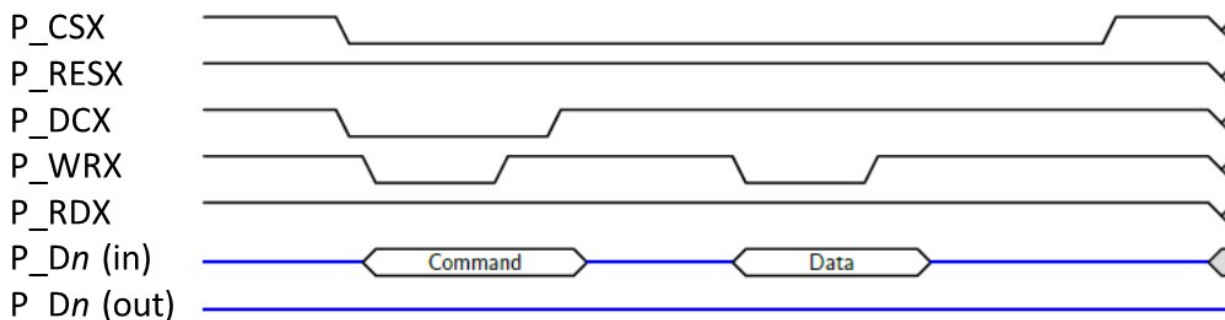 P_CSX
P_RESX
P_DCX
P_WRX
P_RDX
P_Dn (in) Command Data
P_Dn (out)